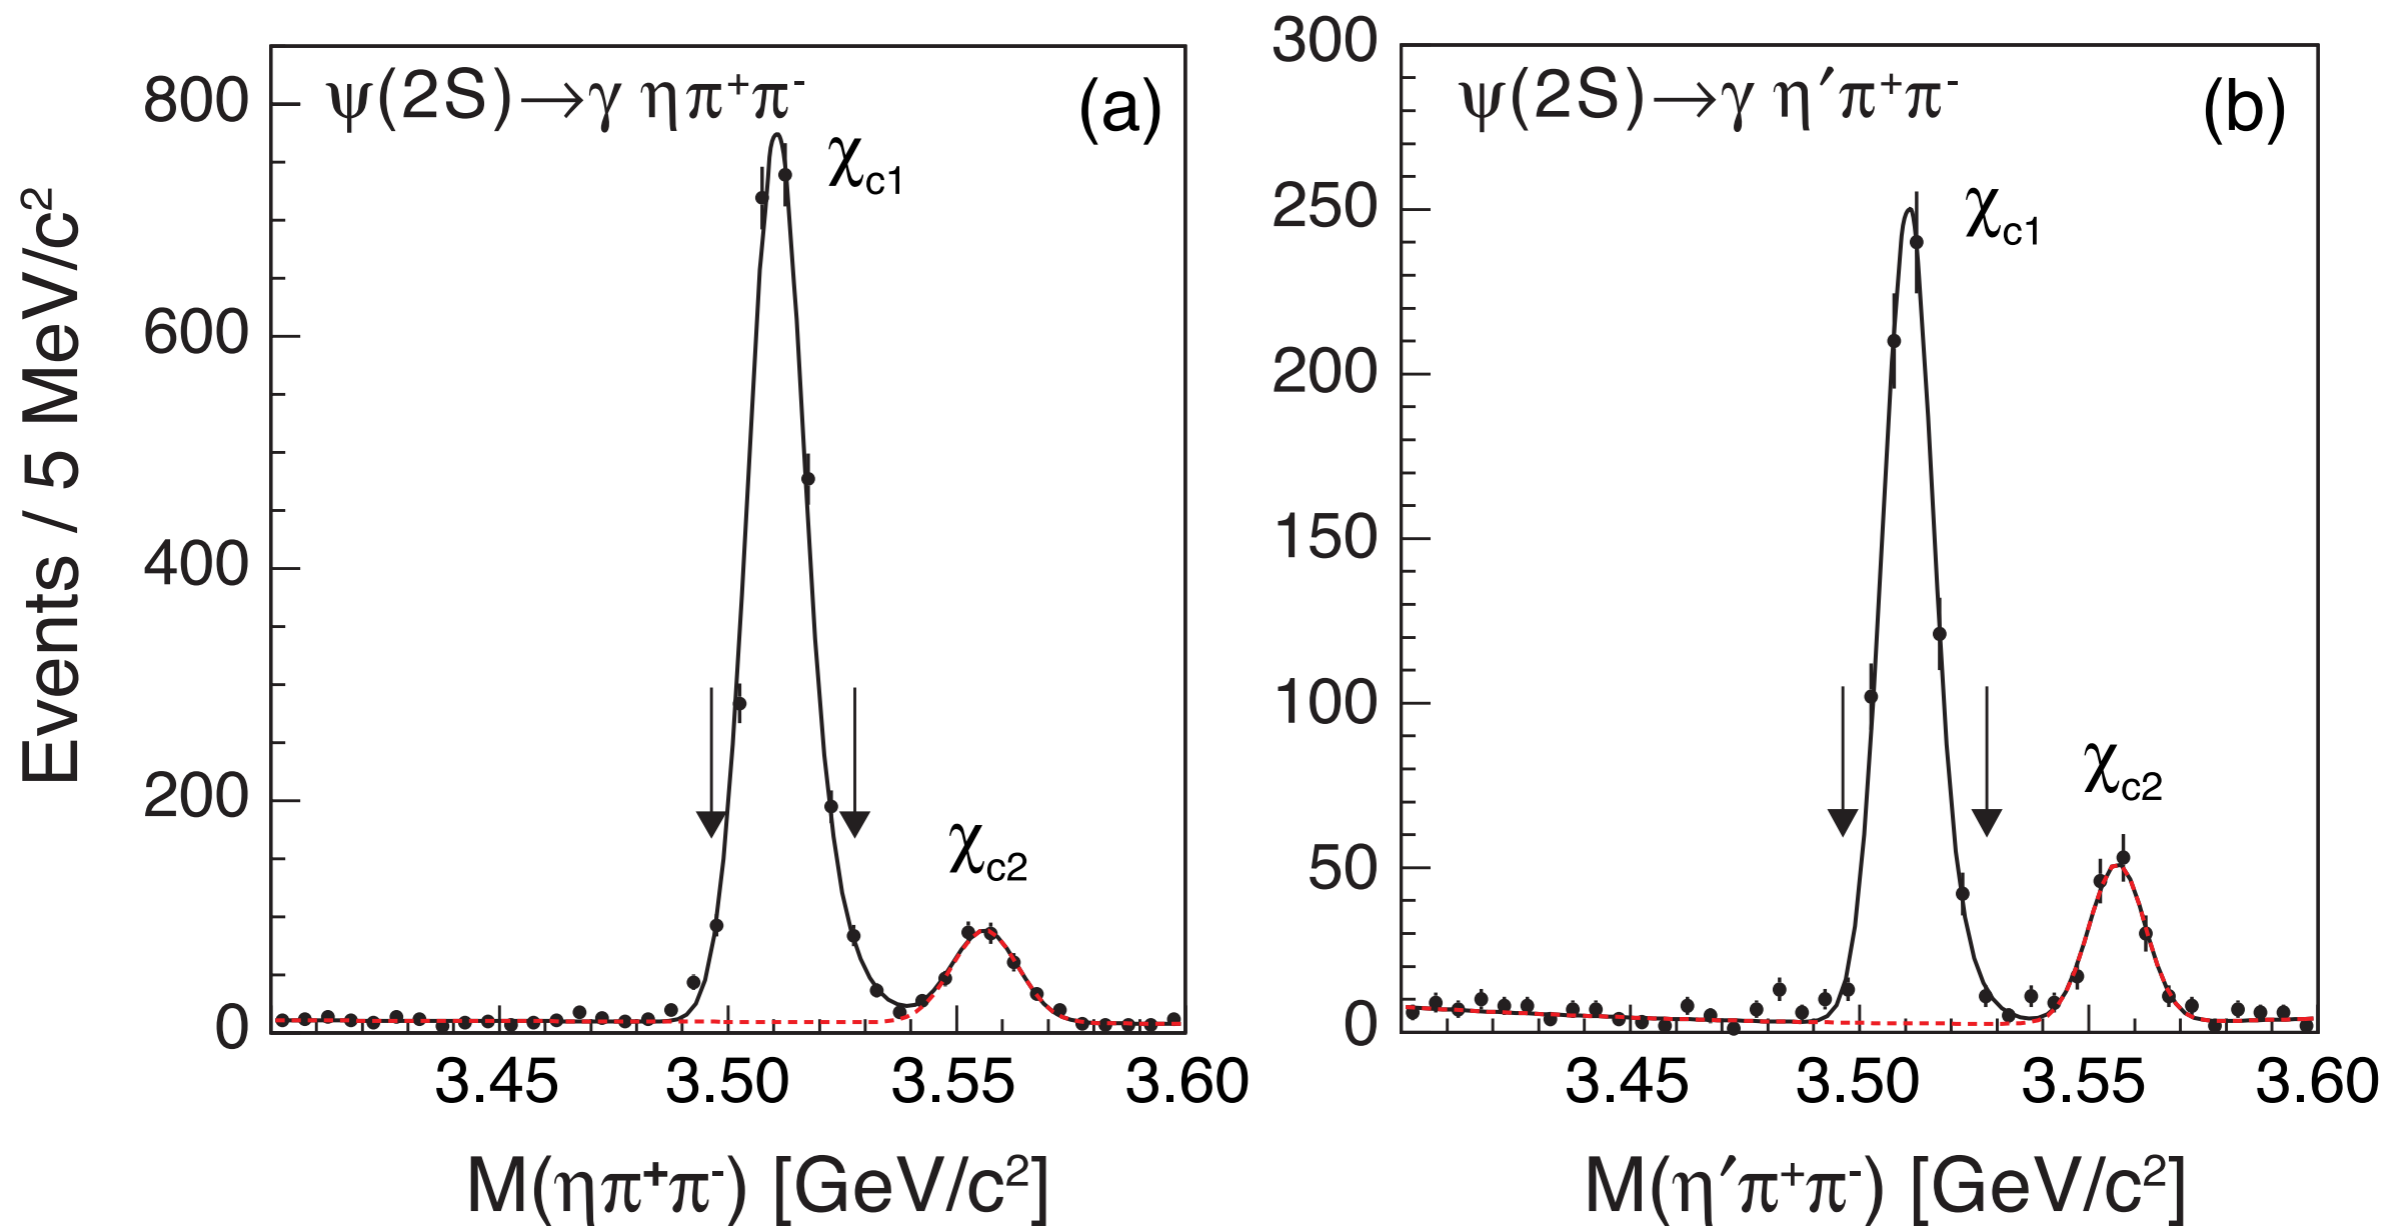 Events / 5 MeV/c²
ψ(2S)→γ ηπ⁺π⁻
(a)
χc1
χc2
800
600
400
200
0
3.45 3.50 3.55 3.60
M(ηπ⁺π⁻) [GeV/c²]
ψ(2S)→γ η′π⁺π⁻
(b)
χc1
χc2
300
250
200
150
100
50
0
3.45 3.50 3.55 3.60
M(η′π⁺π⁻) [GeV/c²]